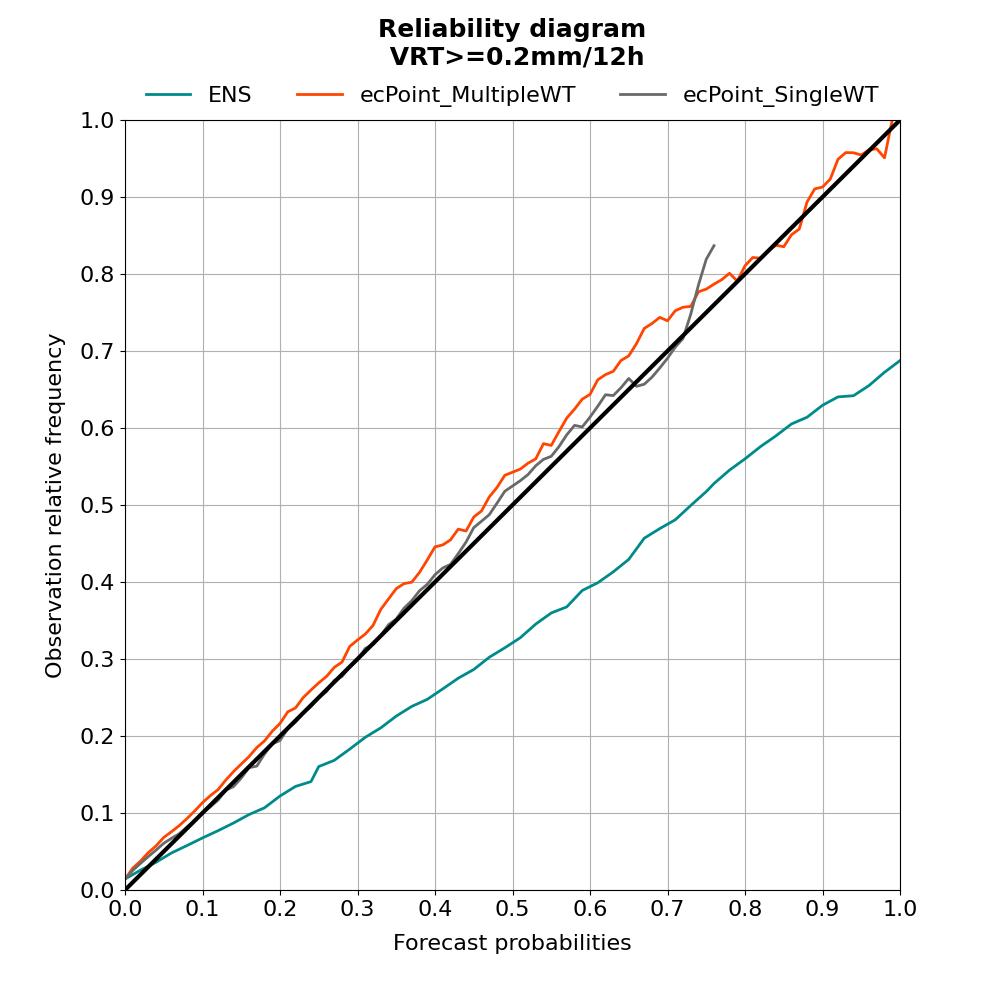 Reliability diagram
VRT>=0.2mm/12h
ENS ecPoint_MultipleWT ecPoint_SingleWT
1.0
0.9
0.8
0.7
0.6
0.5
0.4
0.3
0.2
0.1
0.0
Observation relative frequency
0.0 0.1 0.2 0.3 0.4 0.5 0.6 0.7 0.8 0.9 1.0
Forecast probabilities